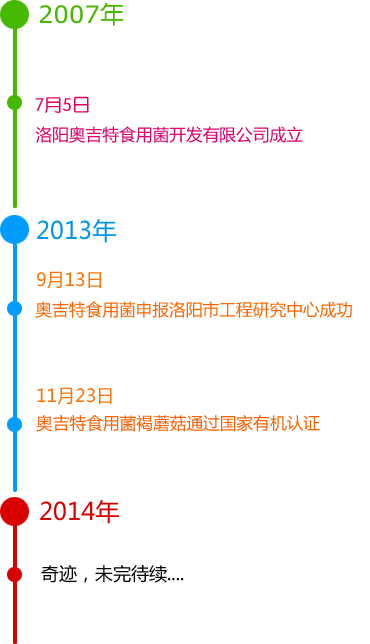 2007年
7月5日
洛阳奥吉特食用菌开发有限公司成立
2013年
9月13日
奥吉特食用菌申报洛阳市工程研究中心成功
11月23日
奥吉特食用菌褐蘑菇通过国家有机认证
2014年
奇迹，未完待续....